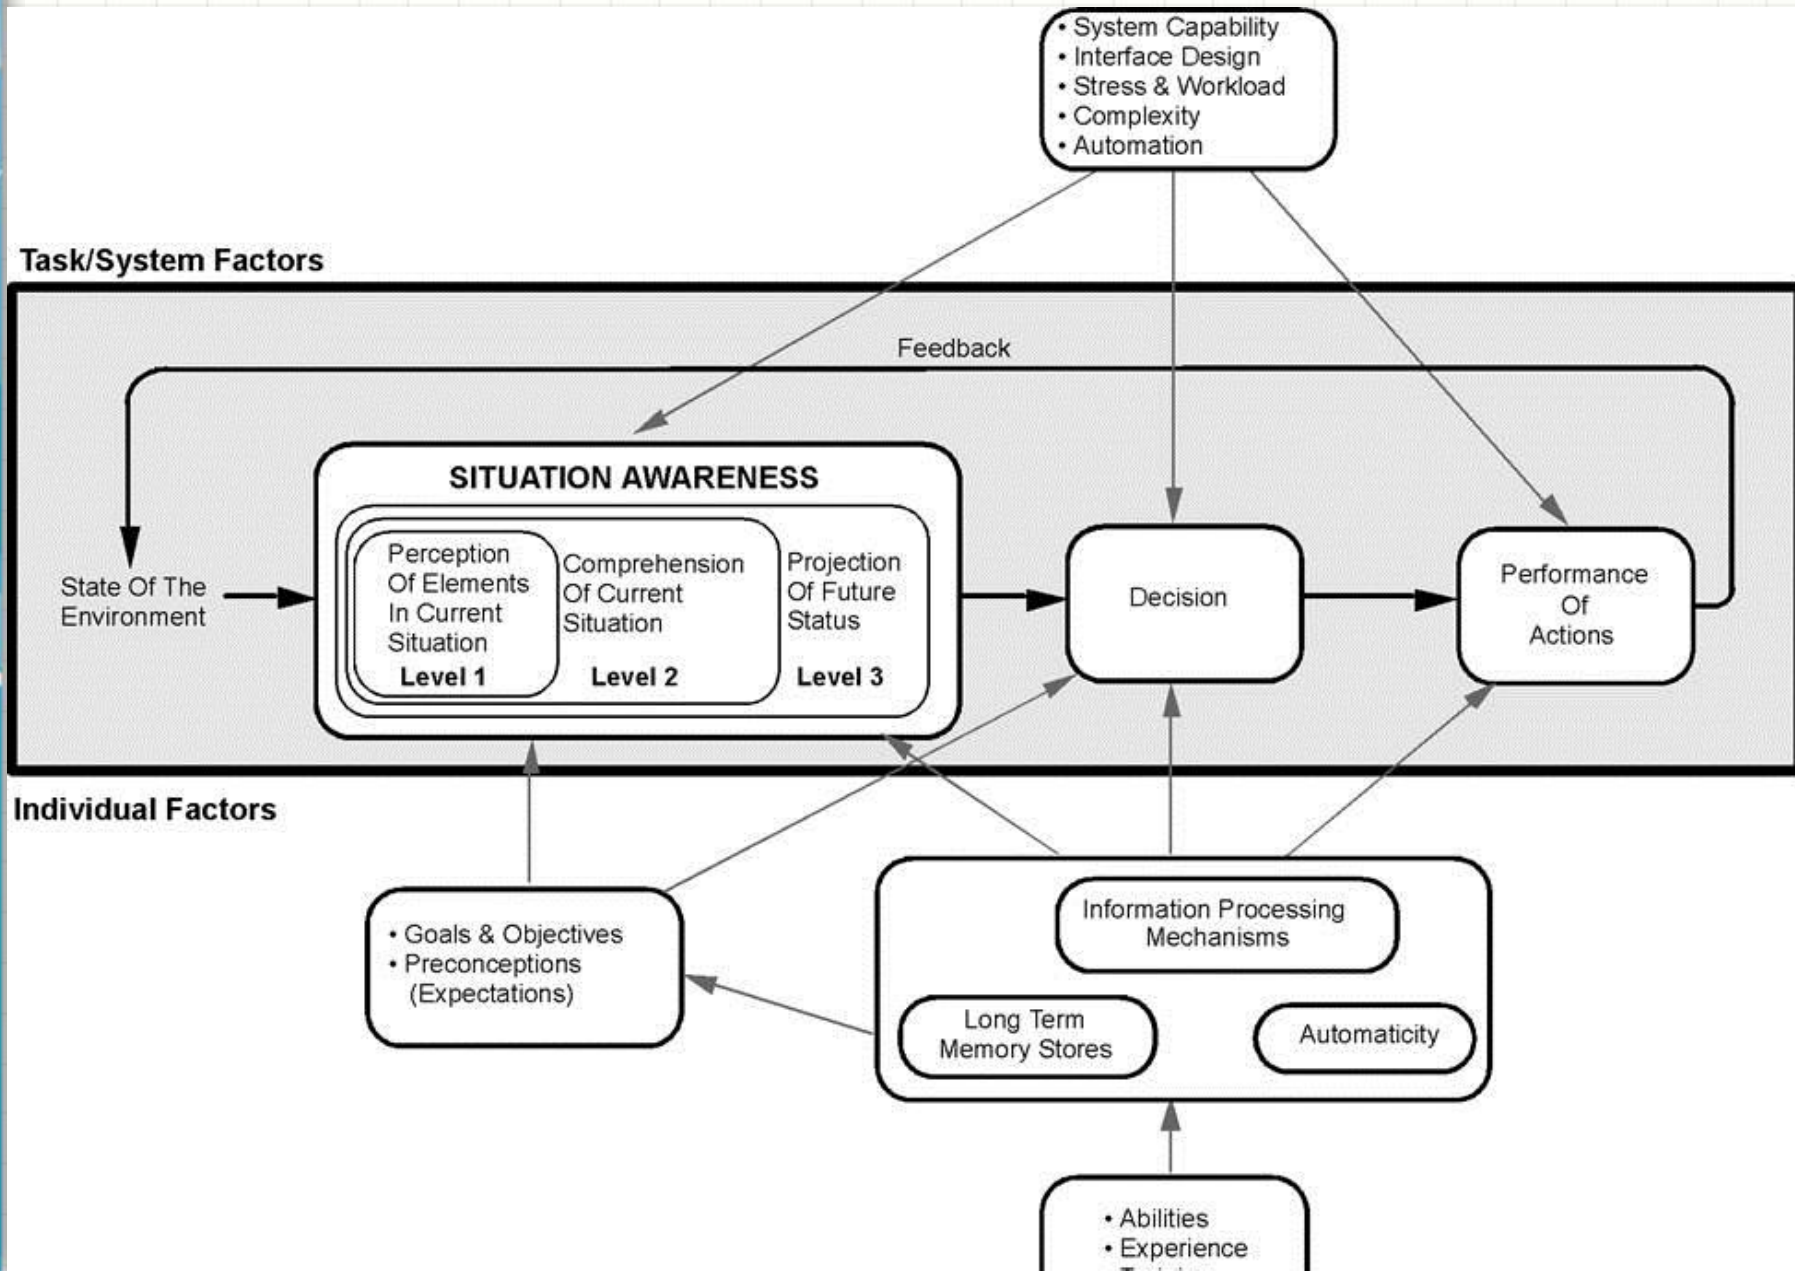 • System Capability
• Interface Design
• Stress & Workload
• Complexity
• Automation
Task/System Factors
Feedback
SITUATION AWARENESS
State Of The
Environment
Perception
Of Elements
In Current
Situation
Level 1
Comprehension
Of Current
Situation
Level 2
Projection
Of Future
Status
Level 3
Decision
Performance
Of
Actions
Individual Factors
• Goals & Objectives
• Preconceptions
(Expectations)
Information Processing
Mechanisms
Long Term
Memory Stores
Automaticity
• Abilities
• Experience